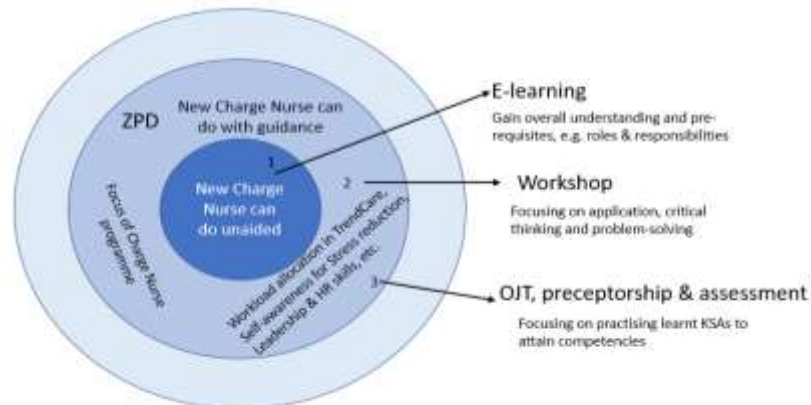 ZPD
New Charge Nurse can
do with guidance
1
New Charge
Nurse can
do unaided
2
Focus of Charge Nurse
programme
Workload allocation in TrendCare,
Self-awareness for Stress reduction,
Leadership & HR skills, etc.
3
E-learning
Gain overall understanding and pre-
requisites, e.g. roles & responsibilities
Workshop
Focusing on application, critical
thinking and problem-solving
OJT, preceptorship & assessment
Focusing on practising learnt KSAs to
attain competencies